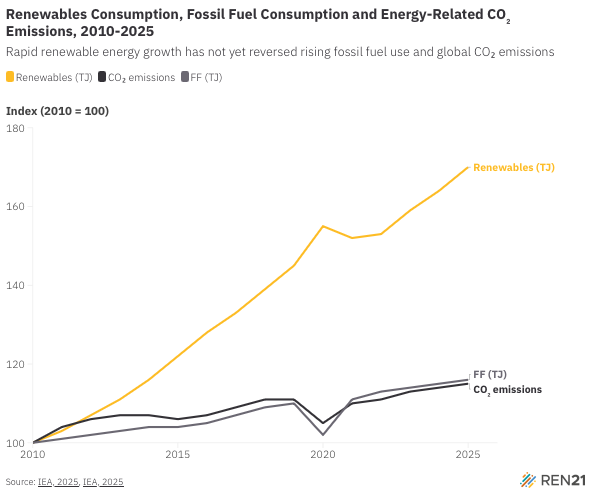 Renewables Consumption, Fossil Fuel Consumption and Energy-Related CO₂
Emissions, 2010-2025
Rapid renewable energy growth has not yet reversed rising fossil fuel use and global CO₂ emissions
Renewables (TJ) CO₂ emissions FF (TJ)
Index (2010 = 100)
180
160
140
120
100
Renewables (TJ)
FF (TJ)
CO₂ emissions
2010 2015 2020 2025
Source: IEA, 2025, IEA, 2025
REN21